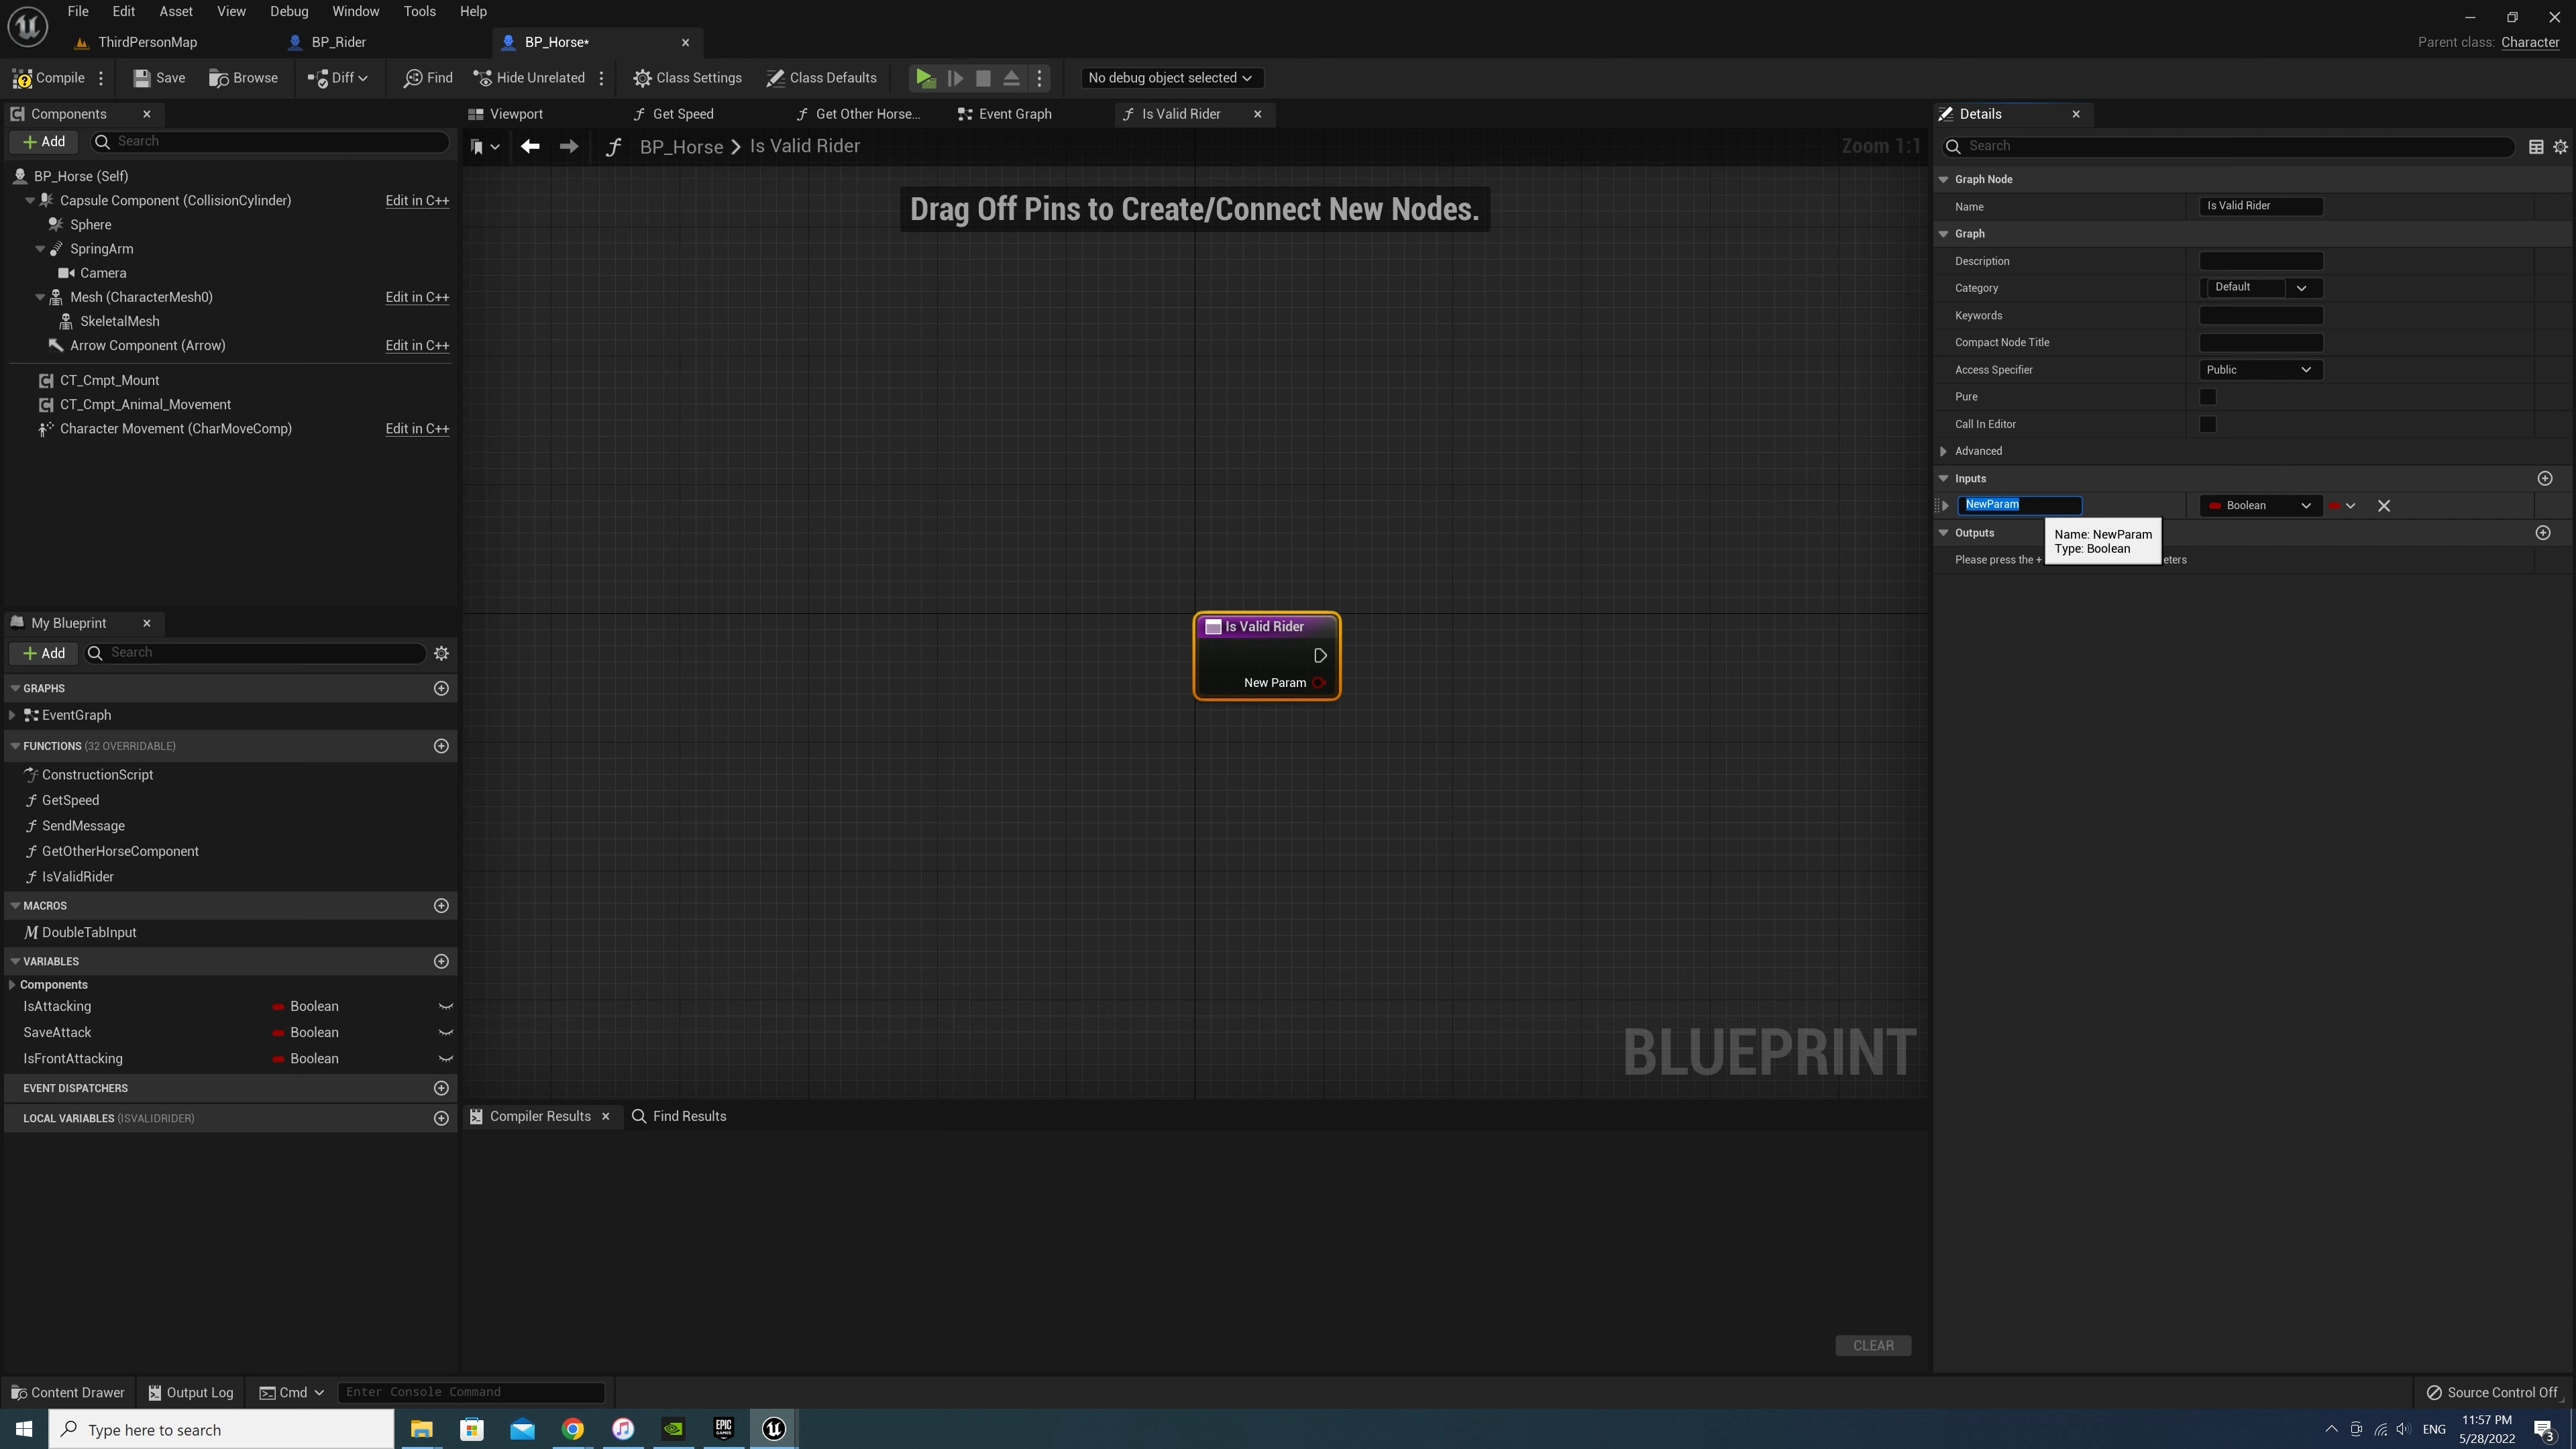 File Edit Asset View Debug Window Tools Help
ThirdPersonMap BP_Rider BP_Horse*
Parent class: Character
Compile Save Browse Diff Find Hide Unrelated Class Settings Class Defaults No debug object selected
Components
Viewport Get Speed Get Other Horse... Event Graph Is Valid Rider
Details
Add Search
BP_Horse > Is Valid Rider
Zoom 1:1
Search
BP_Horse (Self)
Capsule Component (CollisionCylinder) Edit in C++
Sphere
SpringArm
Camera
Mesh (CharacterMesh0) Edit in C++
SkeletalMesh
Arrow Component (Arrow) Edit in C++
CT_Cmpt_Mount
CT_Cmpt_Animal_Movement
Character Movement (CharMoveComp) Edit in C++
Drag Off Pins to Create/Connect New Nodes.
Is Valid Rider
New Param
BLUEPRINT
Graph Node
Name Is Valid Rider
Graph
Description
Category Default
Keywords
Compact Node Title
Access Specifier Public
Pure
Call In Editor
Advanced
Inputs
NewParam Boolean
Outputs
Name: NewParam
Type: Boolean
Please press the + eters
My Blueprint
Add Search
GRAPHS
EventGraph
FUNCTIONS (32 OVERRIDABLE)
ConstructionScript
GetSpeed
SendMessage
GetOtherHorseComponent
IsValidRider
MACROS
DoubleTabInput
VARIABLES
Components
IsAttacking Boolean
SaveAttack Boolean
IsFrontAttacking Boolean
EVENT DISPATCHERS
LOCAL VARIABLES (ISVALIDRIDER)
Compiler Results Find Results
CLEAR
Content Drawer Output Log Cmd Enter Console Command
Source Control Off
Type here to search
EPIC
GAMES
ENG
11:57 PM
5/28/2022
3